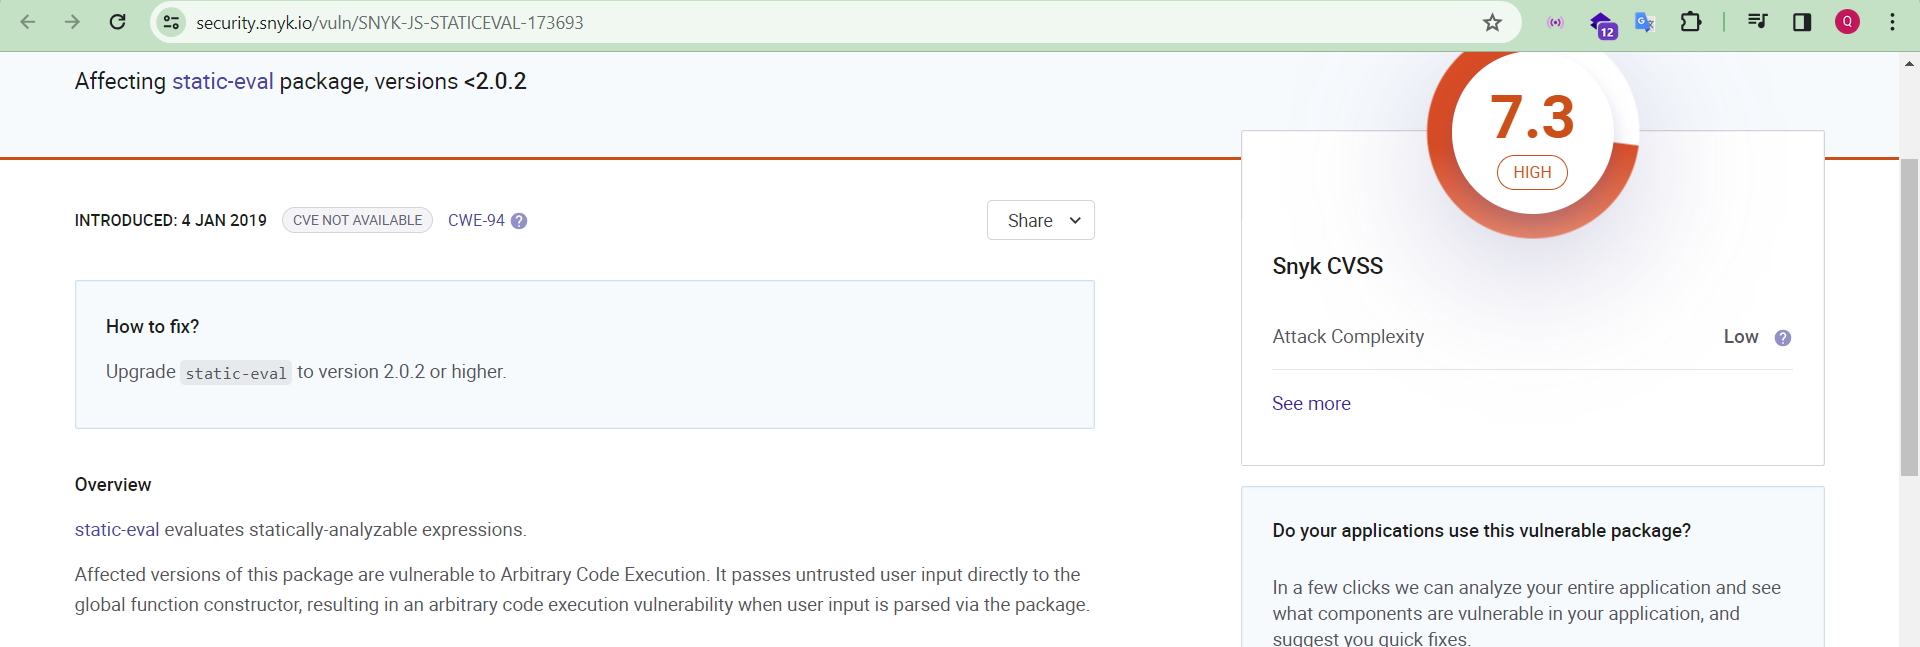 security.snyk.io/vuln/SNYK-JS-STATICEVAL-173693
12
G
Q
Affecting static-eval package, versions <2.0.2
7.3
HIGH
INTRODUCED: 4 JAN 2019 CVE NOT AVAILABLE CWE-94 ?
Share
How to fix?
Upgrade static-eval to version 2.0.2 or higher.
Overview
static-eval evaluates statically-analyzable expressions.
Affected versions of this package are vulnerable to Arbitrary Code Execution. It passes untrusted user input directly to the
global function constructor, resulting in an arbitrary code execution vulnerability when user input is parsed via the package.
Snyk CVSS
Attack Complexity Low ?
See more
Do your applications use this vulnerable package?
In a few clicks we can analyze your entire application and see
what components are vulnerable in your application, and
suggest you quick fixes.